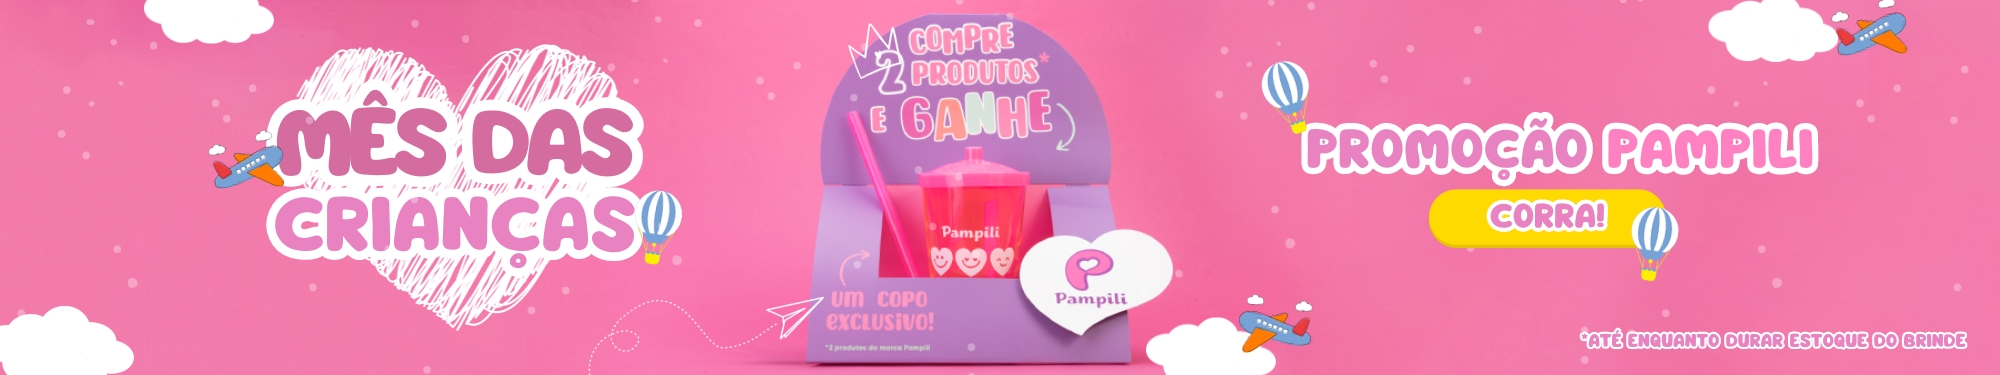 MÊS DAS
CRIANÇAS
COMPRE
2 PRODUTOS*
E GANHE
Pampili
UM COPO
EXCLUSIVO!
*2 produtos da marca Pampili
P
Pampili
PROMOÇÃO PAMPILI
CORRA!
*ATÉ ENQUANTO DURAR ESTOQUE DO BRINDE